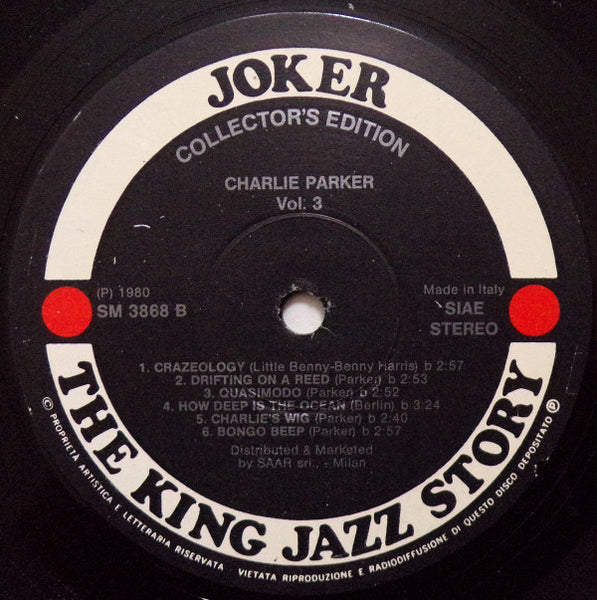 JOKER
COLLECTOR'S EDITION
CHARLIE PARKER
Vol. 3
(P) 1980
SM 3868 B
Made in Italy
SIAE
STEREO
1. CRAZEOLOGY (Little Benny-Benny Harris) b 2:57
2. DRIFTING ON A REED (Parker) b 2:53
3. QUASIMODO (Parker) b 2:52
4. HOW DEEP IS THE OCEAN (Berlin) b 3:24
5. CHARLIE'S WIG (Parker) b 2:40
6. BONGO BEEP (Parker) b 2:57
Distributed & Marketed
by SAAR srl.. - Milan
THE KING JAZZ STORY
© PROPRIETA ARTISTICA E LETTERARIA RISERVATA - VIETATA RIPRODUZIONE E RADIODIFFUSIONE DI QUESTO DISCO DEPOSITATO ℗